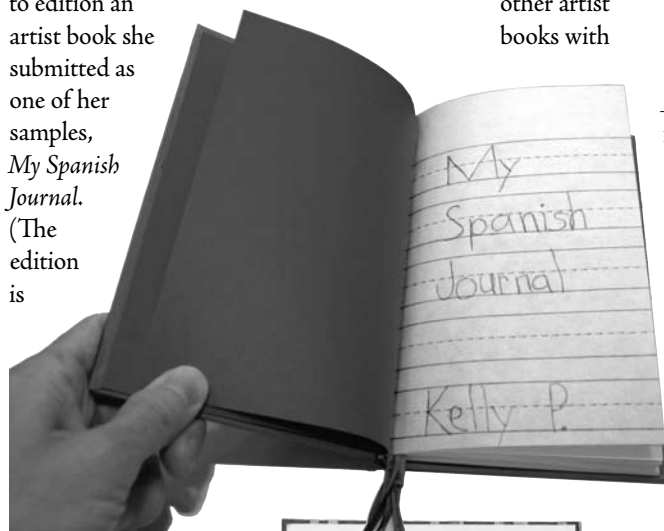 to edition an
artist book she
submitted as
one of her
samples,
My Spanish
Journal.
(The
edition
is
other artist
books with
My
Spanish
Journal
Kelly P.